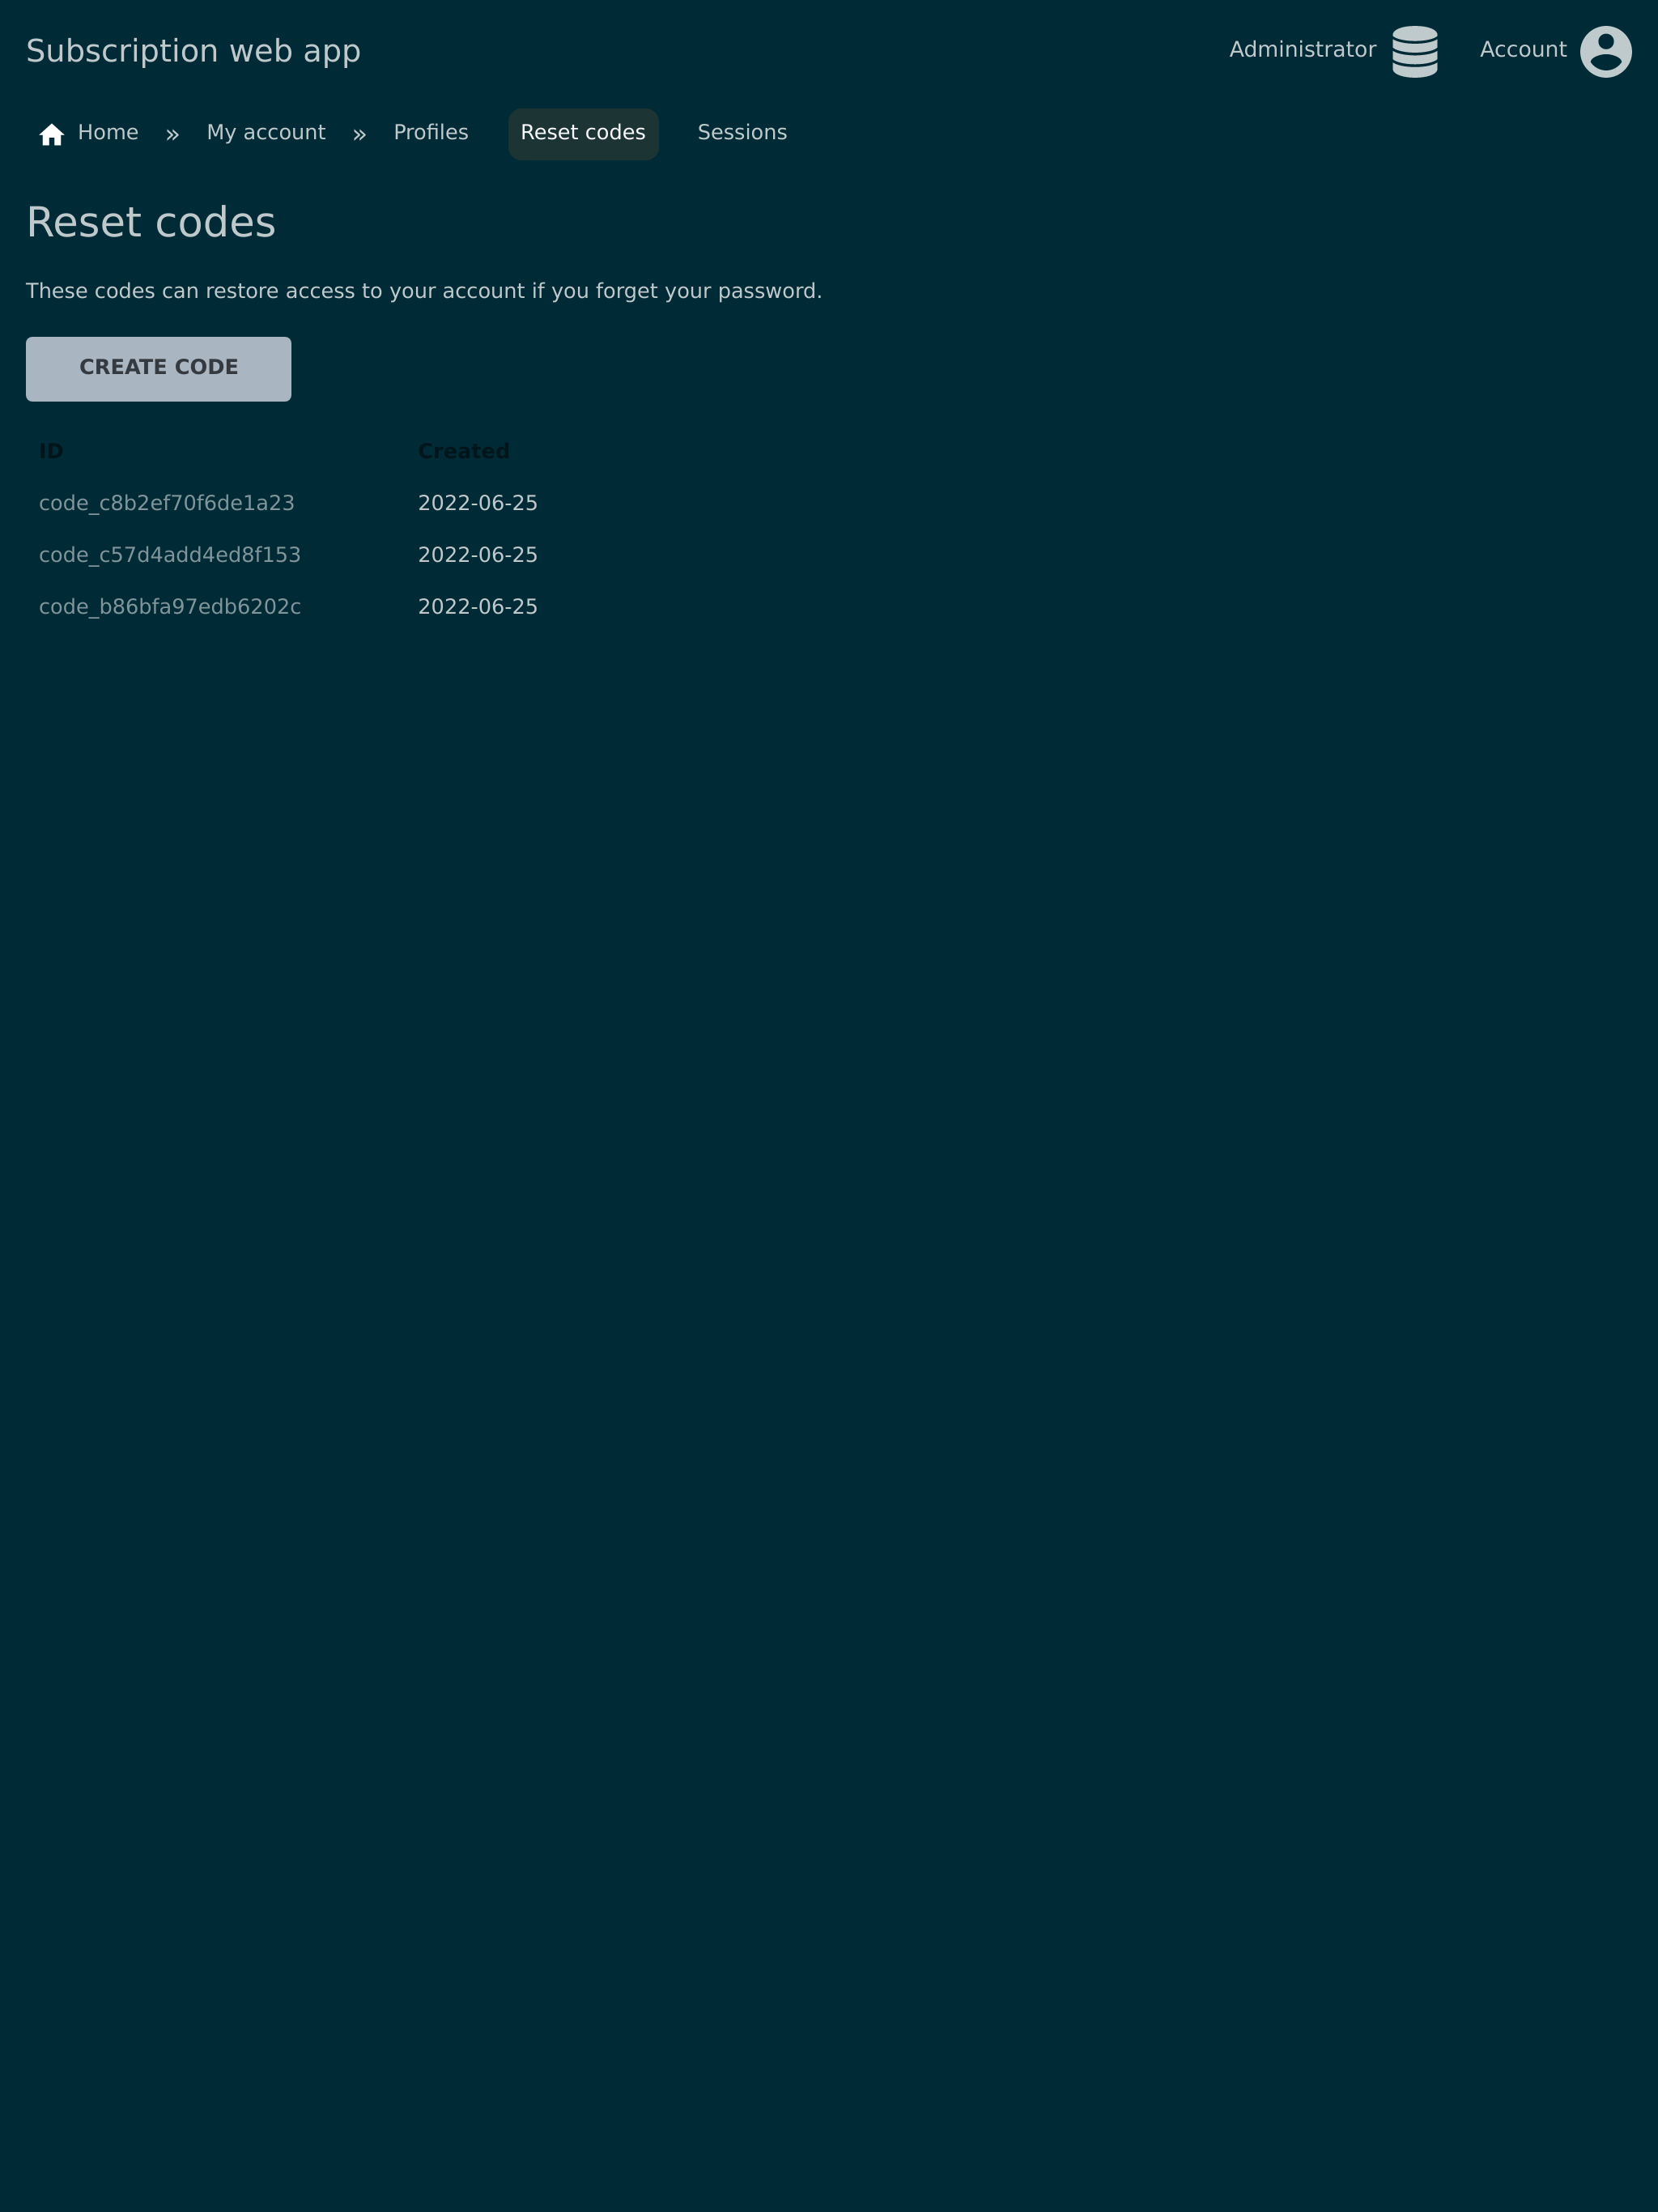 Subscription web app Administrator Account
Home » My account » Profiles Reset codes Sessions
Reset codes
These codes can restore access to your account if you forget your password.
CREATE CODE
ID Created
code_c8b2ef70f6de1a23 2022-06-25
code_c57d4add4ed8f153 2022-06-25
code_b86bfa97edb6202c 2022-06-25